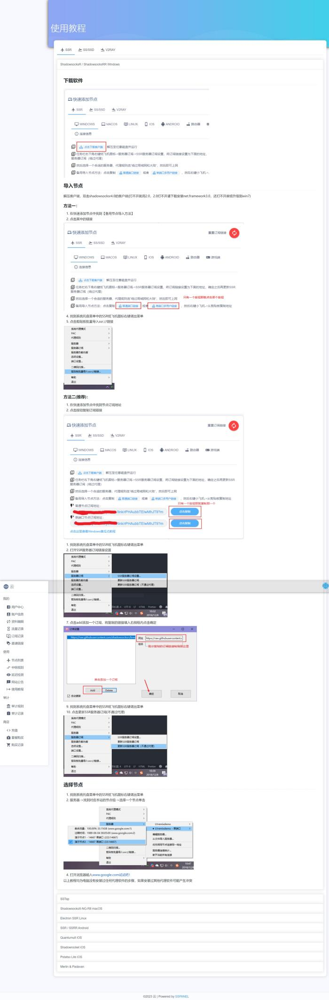 使用教程
SSR SS/SSD V2RAY
ShadowsocksR / ShadowsocksRR Windows
下载软件
快速添加节点
SSR SS/SSD V2RAY
WINDOWS MACOS LINUX IOS ANDROID 路由器
连接信息
点击下载客户端 解压至任意磁盘并运行
任务栏右下角右键纸飞机图标->服务器订阅->SSR服务器订阅设置，将订阅链接设置为下面的地址，
服务器订阅（绕过代理）
然后选择一个合适的服务器，代理规则选“绕过局域网和大陆”，然后即可上网
备用导入节点方法：点击复制 普通端口链接 或者 单端口多用户链接 ，然后右键小飞机->,
导入节点
解压客户端，双击shadowsocksr4.0的客户端(打不开就用2.0，2.0打不开请下载安装net.framework3.0，还打不开麻烦升级到win7)
方法一：
1. 在快速添加节点中找到【备用节点导入方法】
2. 点击其中的链接
快速添加节点 重置订阅链接
SSR SS/SSD V2RAY
WINDOWS MACOS LINUX IOS ANDROID 路由器 游戏端
连接信息
点击下载客户端 解压至任意磁盘并运行
任务栏右下角右键纸飞机图标->服务器订阅->SSR服务器订阅设置，将订阅链接设置为下面的地址，确定之后再更新SSR
服务器订阅（绕过代理）
然后选择一个合适的服务器，代理规则选“绕过局域网和大陆”，然后即可上网 只有一个按钮那就点击那个按钮
备用导入节点方法：点击复制 普通端口链接 或者 单端口多用户链接 ，然后右键小飞机->从剪贴板复制地址
4. 找到系统托盘菜单中的SSR纸飞机图标右键调出菜单
5. 点击剪贴板批量导入ssr://链接
系统代理模式
PAC
代理规则
服务器
服务器订阅
服务器负载均衡
选项设置...
端口设置...
二维码扫描...
剪贴板批量导入ssr://链接...
帮助
退出
方法二(推荐)：
1. 在快速添加节点中找到节点订阅地址
2. 点击按钮复制订阅链接
快速添加节点 重置订阅链接
SSR SS/SSD V2RAY
WINDOWS MACOS LINUX IOS ANDROID 路由器 游戏端
连接信息
点击下载客户端 解压至任意磁盘并运行
任务栏右下角右键纸飞机图标->服务器订阅->SSR服务器订阅设置，将订阅链接设置为下面的地址，确定之后再更新SSR
服务器订阅（绕过代理）
然后选择一个合适的服务器，代理规则选“绕过局域网和大陆”，然后即可上网
备用导入节点方法：点击复制 普通端口链接 或者 单端口多用户链接 ，然后右键小飞机->从剪贴板复制地址
普通节点订阅地址： 只有一个按钮那就复制那一个
/link/rPHAubbTEIwMhJT9?m 点击复制
单端口节点订阅地址：
link/rPHAubbTEIwMhJT9?m 点击复制
点击这里查看Windows傻瓜式教程
1. 找到系统托盘菜单中的SSR纸飞机图标右键调出菜单
2. 打开SSR服务器订阅链接设置
系统代理模式
PAC
代理规则
服务器
服务器订阅 SSR服务器订阅设置...
服务器负载均衡 更新SSR服务器订阅
选项设置... 更新SSR服务器订阅（不通过代理）
端口设置...
二维码扫描...
剪贴板批量导入ssr://链接...
帮助 UTF-8 LF HTML Prettier
退出 10:32
2018/12/8
7. 点击add添加一个订阅，将复制的链接填入右侧框内点击确定
订阅设置
https://raw.githubusercontent.com/shadowsocksrr/brea 网址 https://raw.githubusercontent.c
组名 刚才复制的订阅链接粘贴到这里
单击添加一个订阅
Add Delete
自动更新 确定 取消
9. 找到系统托盘菜单中的SSR纸飞机图标右键调出菜单
10. 点击更新SSR服务器订阅(不通过代理)
系统代理模式
PAC
代理规则
服务器
服务器订阅 SSR服务器订阅设置...
服务器负载均衡 更新SSR服务器订阅
选项设置... 更新SSR服务器订阅（不通过代理）
端口设置...
二维码扫描...
剪贴板批量导入ssr://链接...
帮助 UTF-8 LF HTML Prettier
退出 10:39
2018/12/8
选择节点
1. 找到系统托盘菜单中的SSR纸飞机图标右键调出菜单
2. 服务器->找到对应本站的节点组->选择一个节点单击
系统代理模式
PAC
代理规则
服务器 UIremixdemo
剩余流量：100.00% 33.15GB (www.google.com:1) UIremixdemo - 单端口
过期时间：1989-06-04 00:05:00 (www.google.com:2) 编辑服务器...
演示节点1 - 14667 单端口 (222:14667) 从文件导入服务器...
演示节点2 - 14667 单端口 (33:14667) 优先相同节点连接同一地址
二维码扫描... 服务器连接统计...
剪贴板批量导入ssr://链接... 断开当前所有连接
帮助
退出 10:47
2018/12/8
4. 打开浏览器输入www.google.com试试吧！
以上教程均为电脑没有安装过任何代理软件的步骤，如果安装过其他代理软件可能产生冲突
SSTap
ShadowsocksX-NG-R8 macOS
Electron SSR Linux
SSR / SSRR Android
Quantumult iOS
Shadowrocket iOS
Potatso Lite iOS
Merlin & Padavan
云
我的
用户中心
账户信息
资料编辑
流量记录
订阅记录
邀请链接
使用
节点列表
中转规则
延迟检测
网站公告
使用教程
审计
审计规则
审计记录
商店
充值
套餐购买
购买记录
©2023 云 | Powered by SSPANEL